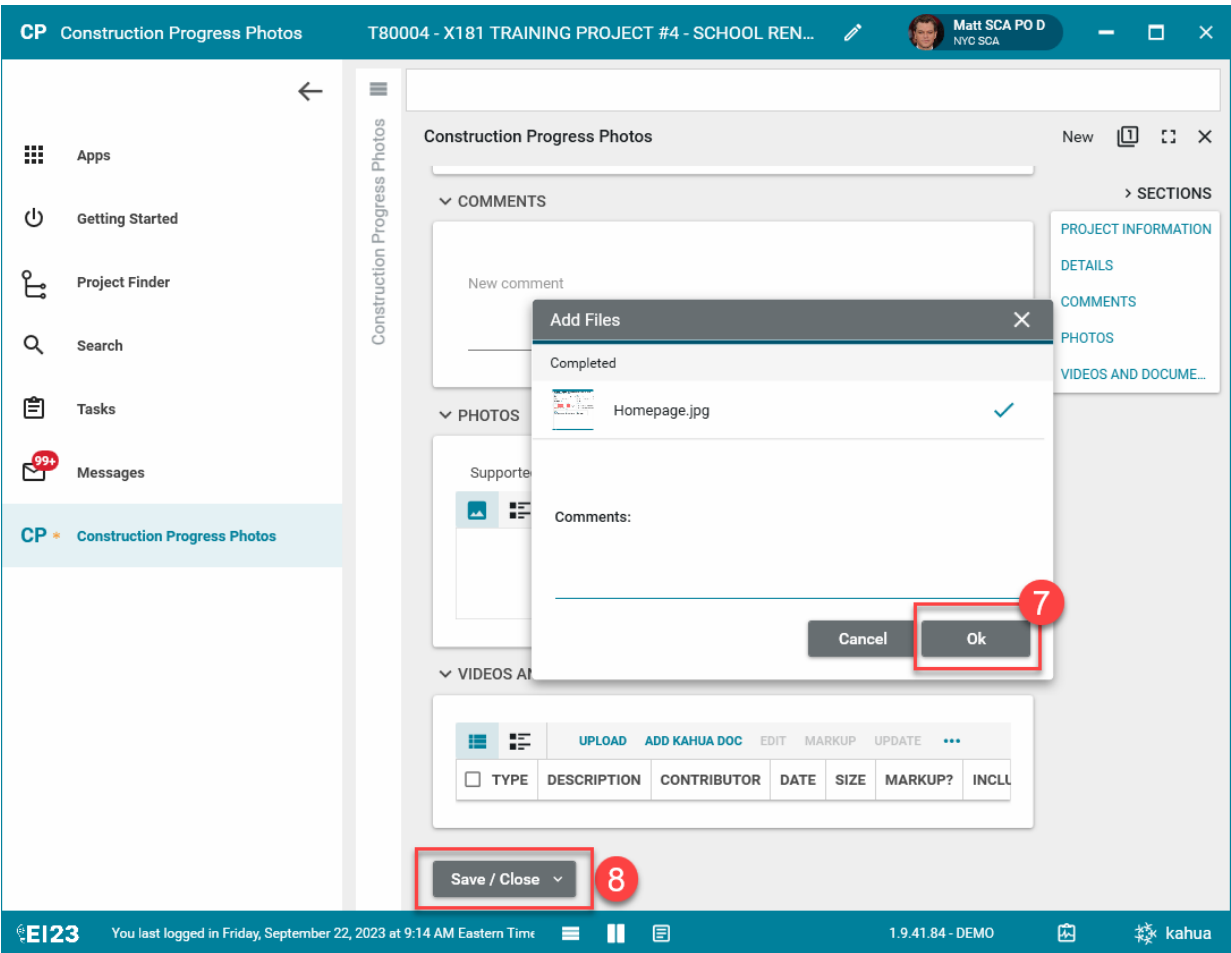 CP Construction Progress Photos
T80004 - X181 TRAINING PROJECT #4 - SCHOOL REN...
Matt SCA PO D
NYC SCA
Apps
Getting Started
Project Finder
Search
Tasks
99+
Messages
CP * Construction Progress Photos
Construction Progress Photos
Construction Progress Photos
New
1
SECTIONS
PROJECT INFORMATION
DETAILS
COMMENTS
PHOTOS
VIDEOS AND DOCUME...
COMMENTS
New comment
PHOTOS
Supporte
Add Files
Completed
Homepage.jpg
Comments:
Cancel
Ok
7
VIDEOS AN
UPLOAD ADD KAHUA DOC EDIT MARKUP UPDATE •••
TYPE DESCRIPTION CONTRIBUTOR DATE SIZE MARKUP? INCLU
Save / Close
8
EI23 You last logged in Friday, September 22, 2023 at 9:14 AM Eastern Time
1.9.41.84 - DEMO
kahua